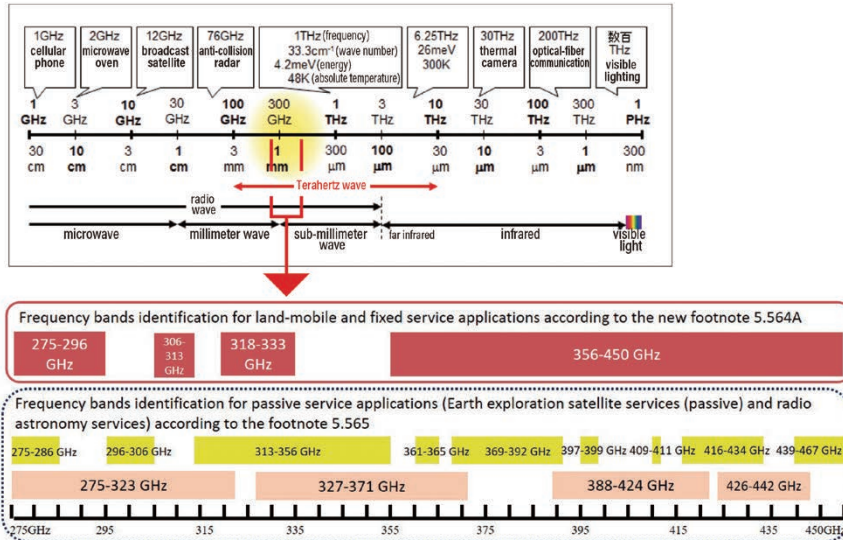 1GHz
cellular
phone
2GHz
microwave
oven
12GHz
broadcast
satellite
76GHz
anti-collision
radar
1THz (frequency)
33.3cm⁻¹ (wave number)
4.2meV (energy)
48K (absolute temperature)
6.25THz
26meV
300K
30THz
thermal
camera
200THz
optical-fiber
communication
数百
THz
visible
lighting
1 3 10 30 100 300 1 3 10 30 100 300 1
GHz GHz GHz GHz GHz GHz THz THz THz THz THz THz PHz
30 10 3 1 3 1 300 100 30 10 3 1 300
cm cm cm cm mm mm μm μm μm μm μm μm nm
Terahertz wave
radio
wave
microwave
millimeter wave
sub-millimeter
wave
far infrared
infrared
visible
light
Frequency bands identification for land-mobile and fixed service applications according to the new footnote 5.564A
275-296
GHz
306-
313
GHz
318-333
GHz
356-450 GHz
Frequency bands identification for passive service applications (Earth exploration satellite services (passive) and radio
astronomy services) according to the footnote 5.565
275-286 GHz 296-306 GHz 313-356 GHz 361-365 GHz 369-392 GHz 397-399 GHz 409-411 GHz 416-434 GHz 439-467 GHz
275-323 GHz 327-371 GHz 388-424 GHz 426-442 GHz
275GHz 295 315 335 355 375 395 415 435 450GHz